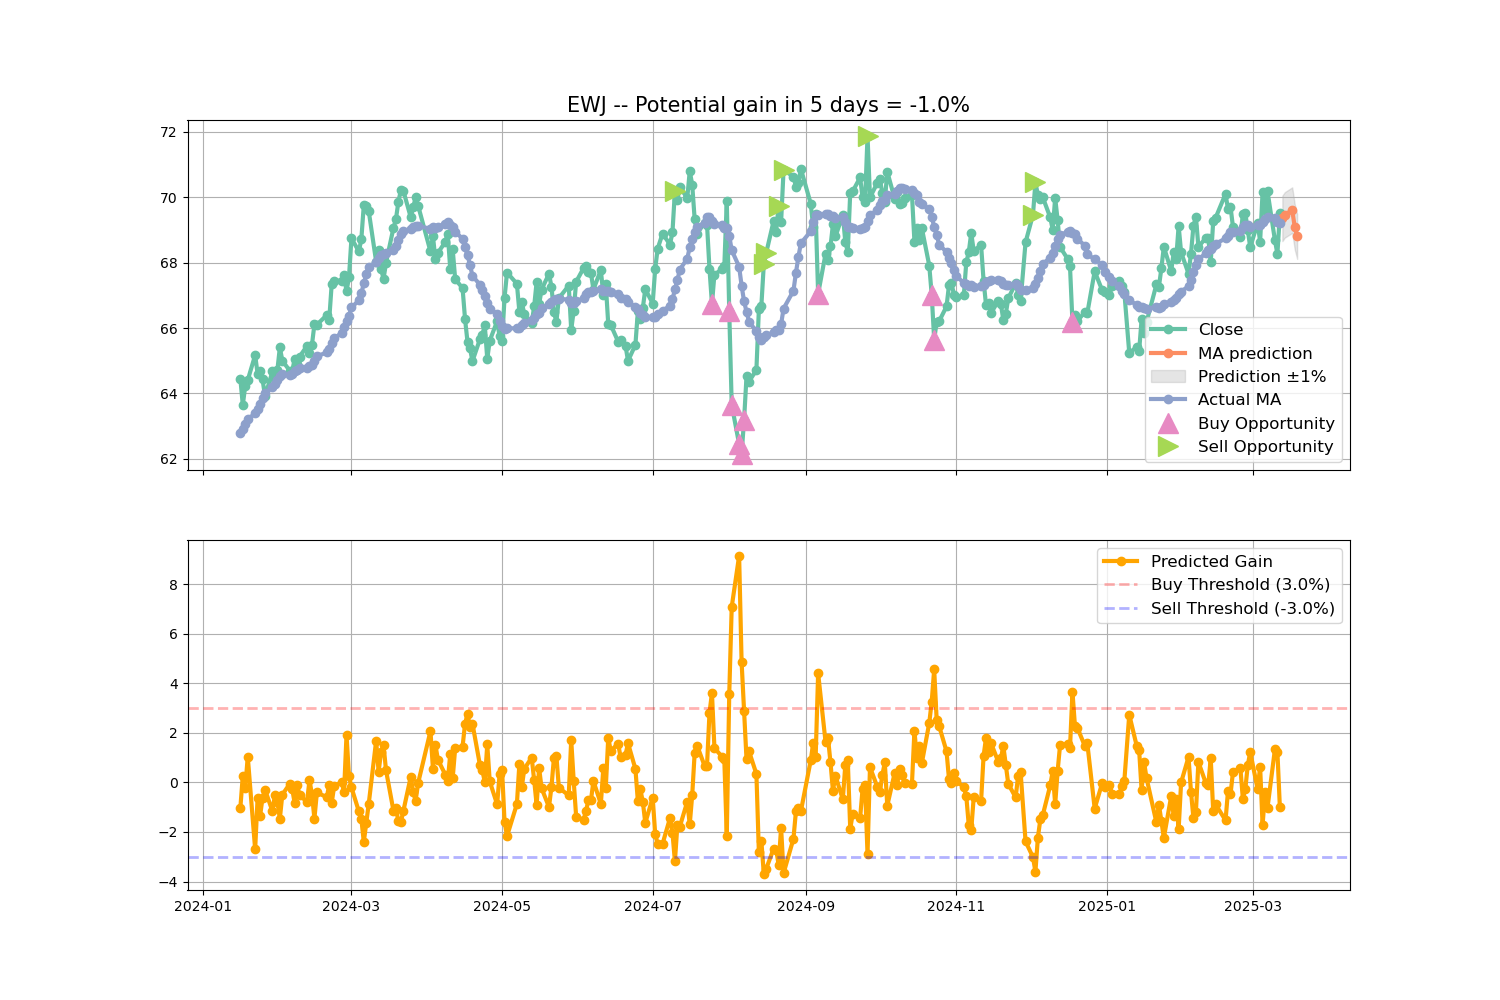 EWJ -- Potential gain in 5 days = -1.0%
72
70
68
66
64
62
Close
MA prediction
Prediction ±1%
Actual MA
Buy Opportunity
Sell Opportunity
8
6
4
2
0
−2
−4
Predicted Gain
Buy Threshold (3.0%)
Sell Threshold (-3.0%)
2024-01 2024-03 2024-05 2024-07 2024-09 2024-11 2025-01 2025-03